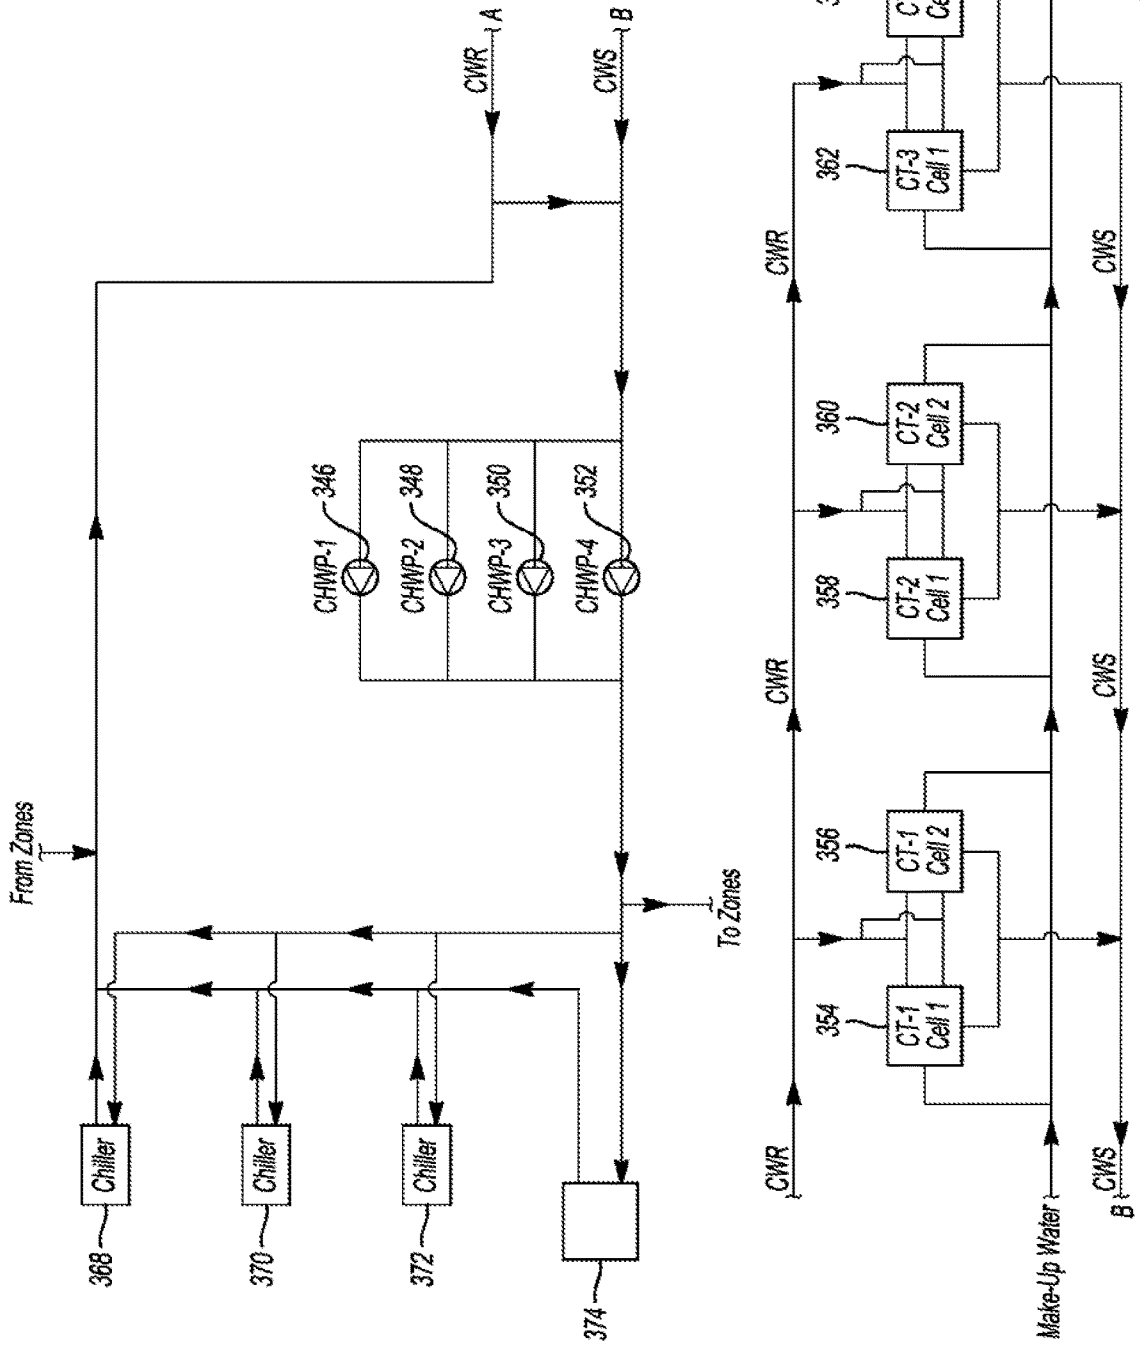 From Zones
CWR
A
CWS
B
CHWP-1
346
CHWP-2
348
CHWP-3
350
CHWP-4
352
To Zones
Chiller
368
Chiller
370
Chiller
372
374
CWR
CWR
CWR
354
CT-1
Cell 1
356
CT-1
Cell 2
358
CT-2
Cell 1
360
CT-2
Cell 2
362
CT-3
Cell 1
Make-Up Water
CWS
CWS
CWS
B